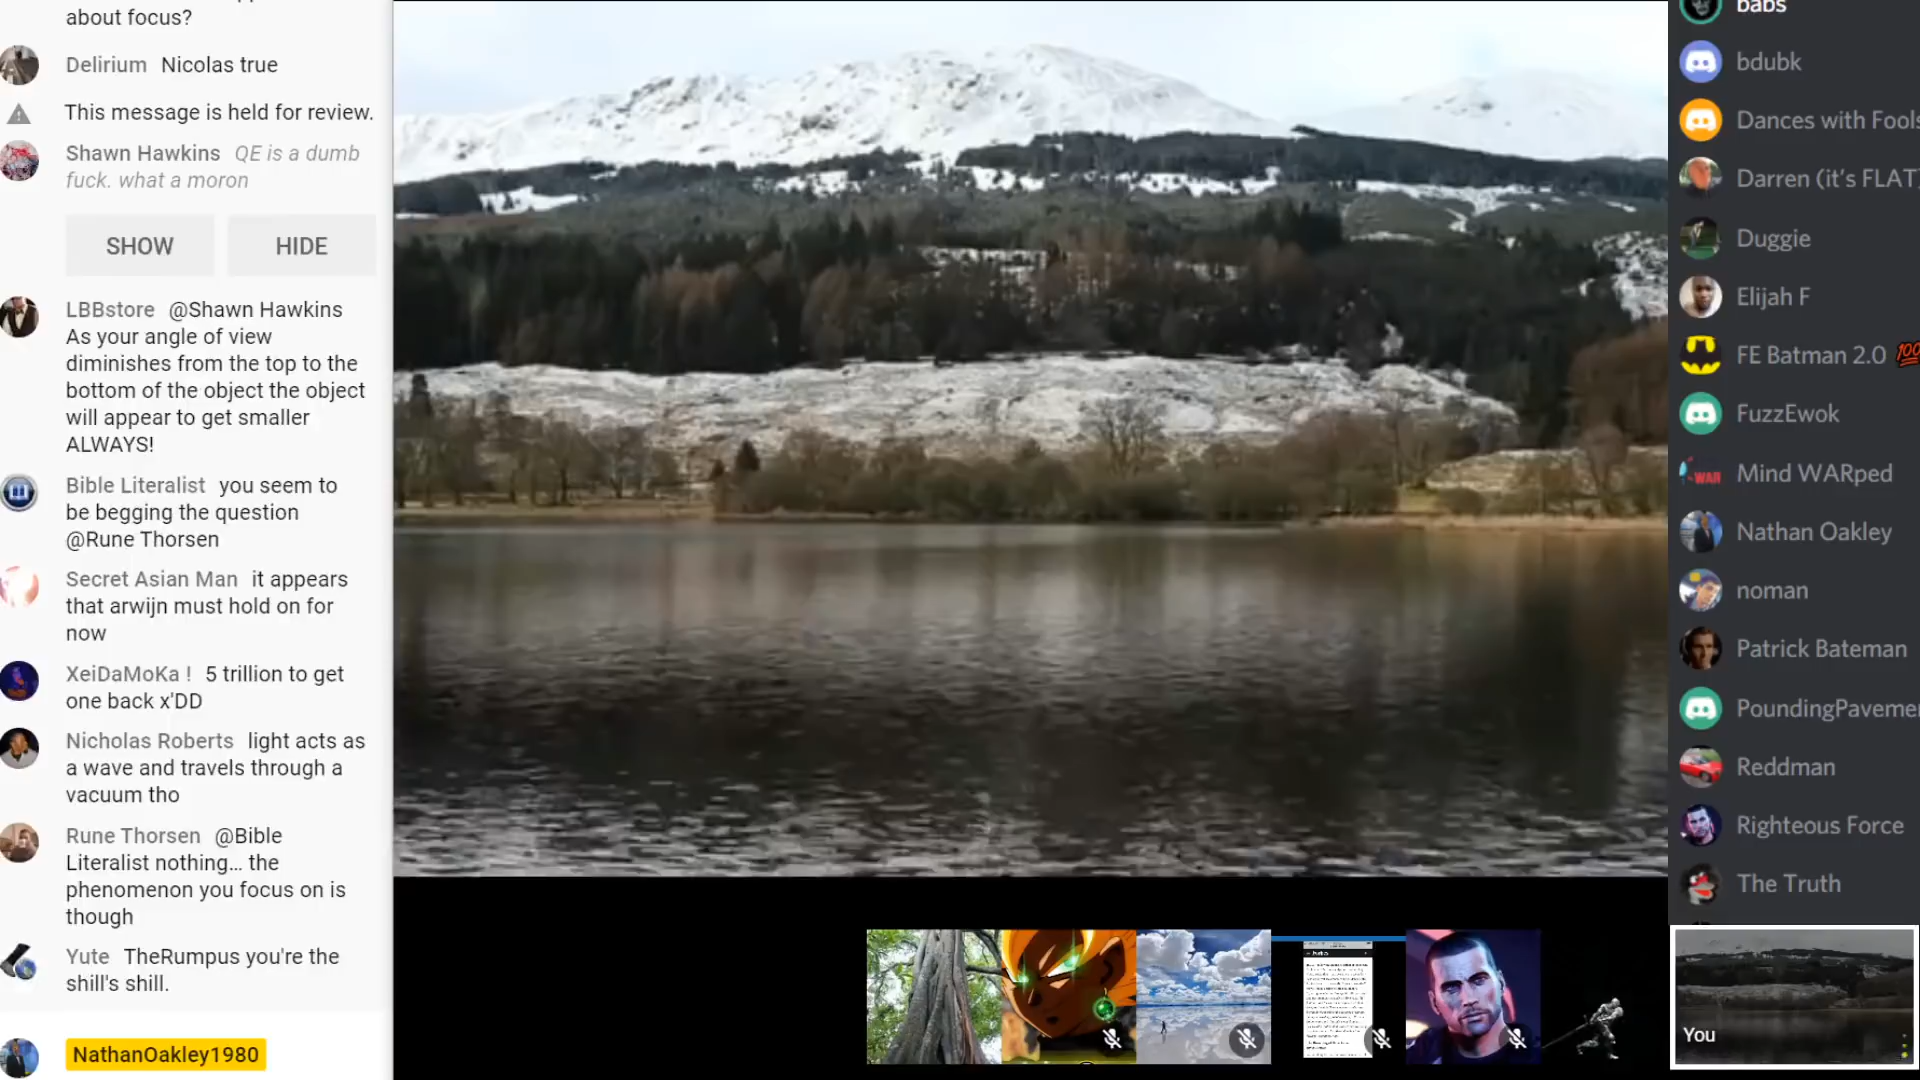 about focus?
Delirium Nicolas true
This message is held for review.
Shawn Hawkins QE is a dumb
fuck. what a moron
SHOW HIDE
LBBstore @Shawn Hawkins
As your angle of view
diminishes from the top to the
bottom of the object the object
will appear to get smaller
ALWAYS!
Bible Literalist you seem to
be begging the question
@Rune Thorsen
Secret Asian Man it appears
that arwijn must hold on for
now
XeiDaMoKa ! 5 trillion to get
one back x'DD
Nicholas Roberts light acts as
a wave and travels through a
vacuum tho
Rune Thorsen @Bible
Literalist nothing... the
phenomenon you focus on is
though
Yute TheRumpus you're the
shill's shill.
NathanOakley1980
babs
bdubk
Dances with Fools
Darren (it's FLAT)
Duggie
Elijah F
FE Batman 2.0 💯
FuzzEwok
WAR
Mind WARped
Nathan Oakley
noman
Patrick Bateman
PoundingPavemen
Reddman
Righteous Force
The Truth
You